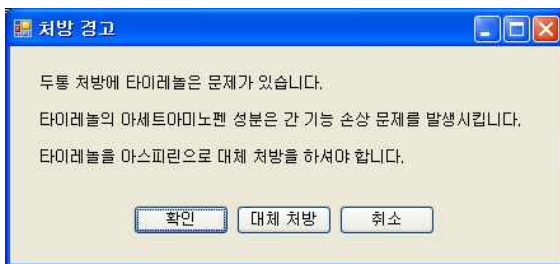 처방 경고
두통 처방에 타이레놀은 문제가 있습니다.
타이레놀의 아세트아미노펜 성분은 간 기능 손상 문제를 발생시킵니다.
타이레놀을 아스피린으로 대체 처방을 하셔야 합니다.
확인 대체 처방 취소